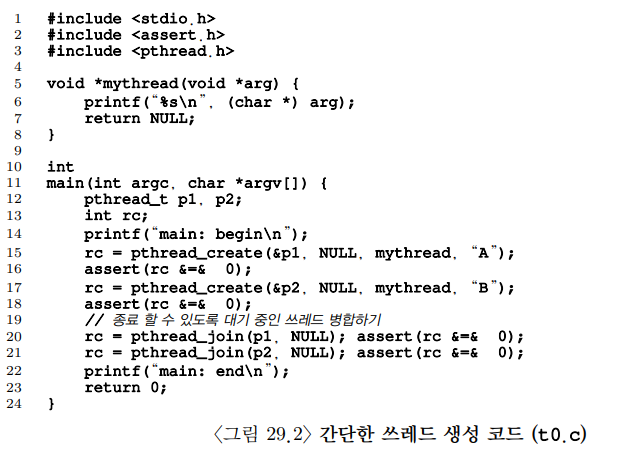 1 #include <stdio.h>
2 #include <assert.h>
3 #include <pthread.h>
4
5 void *mythread(void *arg) {
6 printf(“%s\n”, (char *) arg);
7 return NULL;
8 }
9
10 int
11 main(int argc, char *argv[]) {
12 pthread_t p1, p2;
13 int rc;
14 printf(“main: begin\n”);
15 rc = pthread_create(&p1, NULL, mythread, “A”);
16 assert(rc &=& 0);
17 rc = pthread_create(&p2, NULL, mythread, “B”);
18 assert(rc &=& 0);
19 // 종료 할 수 있도록 대기 중인 쓰레드 병합하기
20 rc = pthread_join(p1, NULL); assert(rc &=& 0);
21 rc = pthread_join(p2, NULL); assert(rc &=& 0);
22 printf(“main: end\n”);
23 return 0;
24 }
〈그림 29.2〉 간단한 쓰레드 생성 코드 (t0.c)